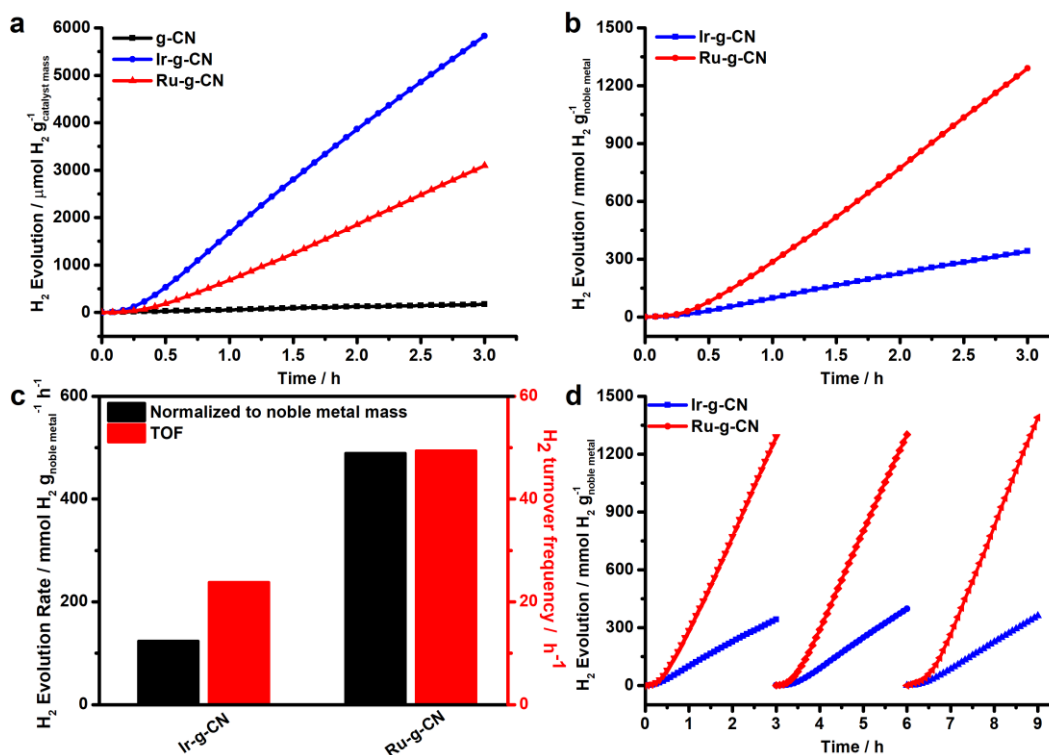 a
g-CN
Ir-g-CN
Ru-g-CN
6000
5000
4000
3000
2000
1000
0
H2 Evolution / μmol H2 g-1 catalyst mass
0.0 0.5 1.0 1.5 2.0 2.5 3.0
Time / h
b
Ir-g-CN
Ru-g-CN
1500
1200
900
600
300
0
H2 Evolution / mmol H2 g-1 noble metal
0.0 0.5 1.0 1.5 2.0 2.5 3.0
Time / h
c
Normalized to noble metal mass
TOF
600
400
200
0
H2 Evolution Rate / mmol H2 g noble metal-1 h-1
60
40
20
0
H2 turnover frequency / h-1
Ir-g-CN
Ru-g-CN
d
Ir-g-CN
Ru-g-CN
1500
1200
900
600
300
0
H2 Evolution / mmol H2 g-1 noble metal
0 1 2 3 4 5 6 7 8 9
Time / h